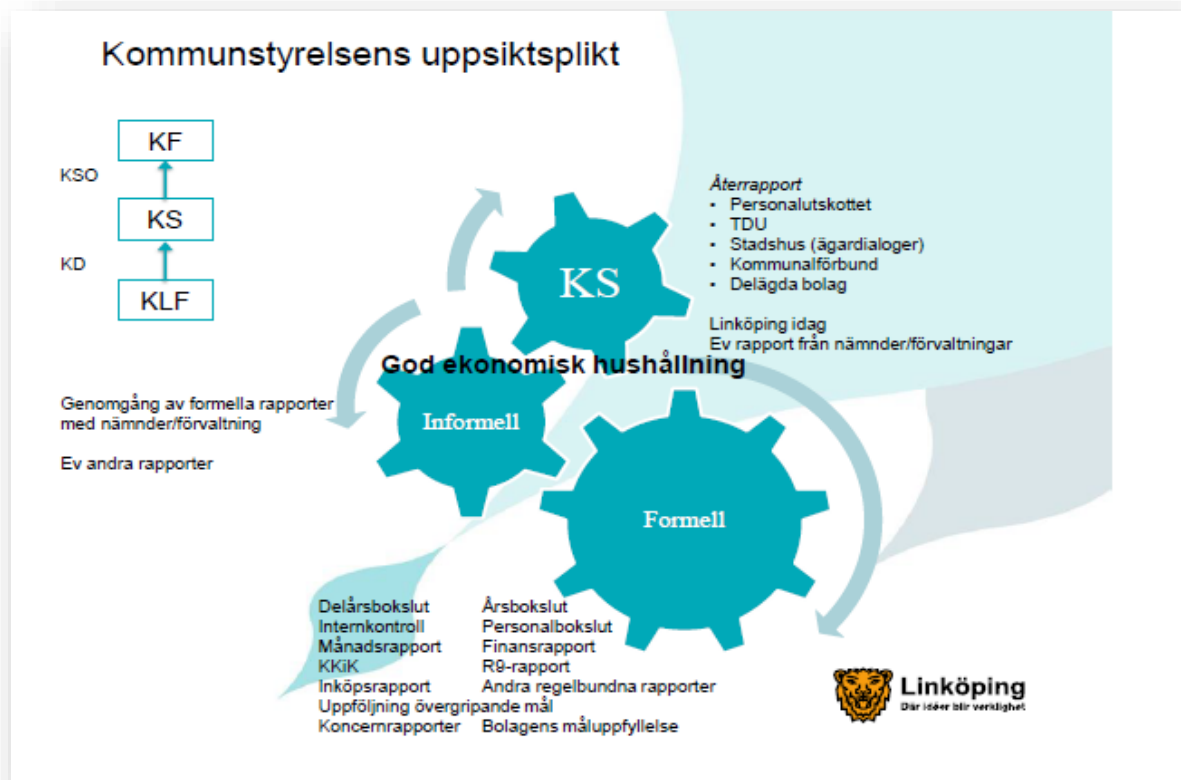 Kommunstyrelsens uppsiktsplikt
KF
KSO
KS
KD
KLF
Återrapport
• Personalutskottet
• TDU
• Stadshus (ägardialoger)
• Kommunalförbund
• Delägda bolag
Linköping idag
Ev rapport från nämnder/förvaltningar
KS
God ekonomisk hushållning
Informell
Formell
Genomgång av formella rapporter
med nämnder/förvaltning
Ev andra rapporter
Delårsbokslut Årsbokslut
Internkontroll Personalbokslut
Månadsrapport Finansrapport
KKiK R9-rapport
Inköpsrapport Andra regelbundna rapporter
Uppföljning övergripande mål
Koncernrapporter Bolagens måluppfyllelse
Linköping
Där idéer blir verklighet